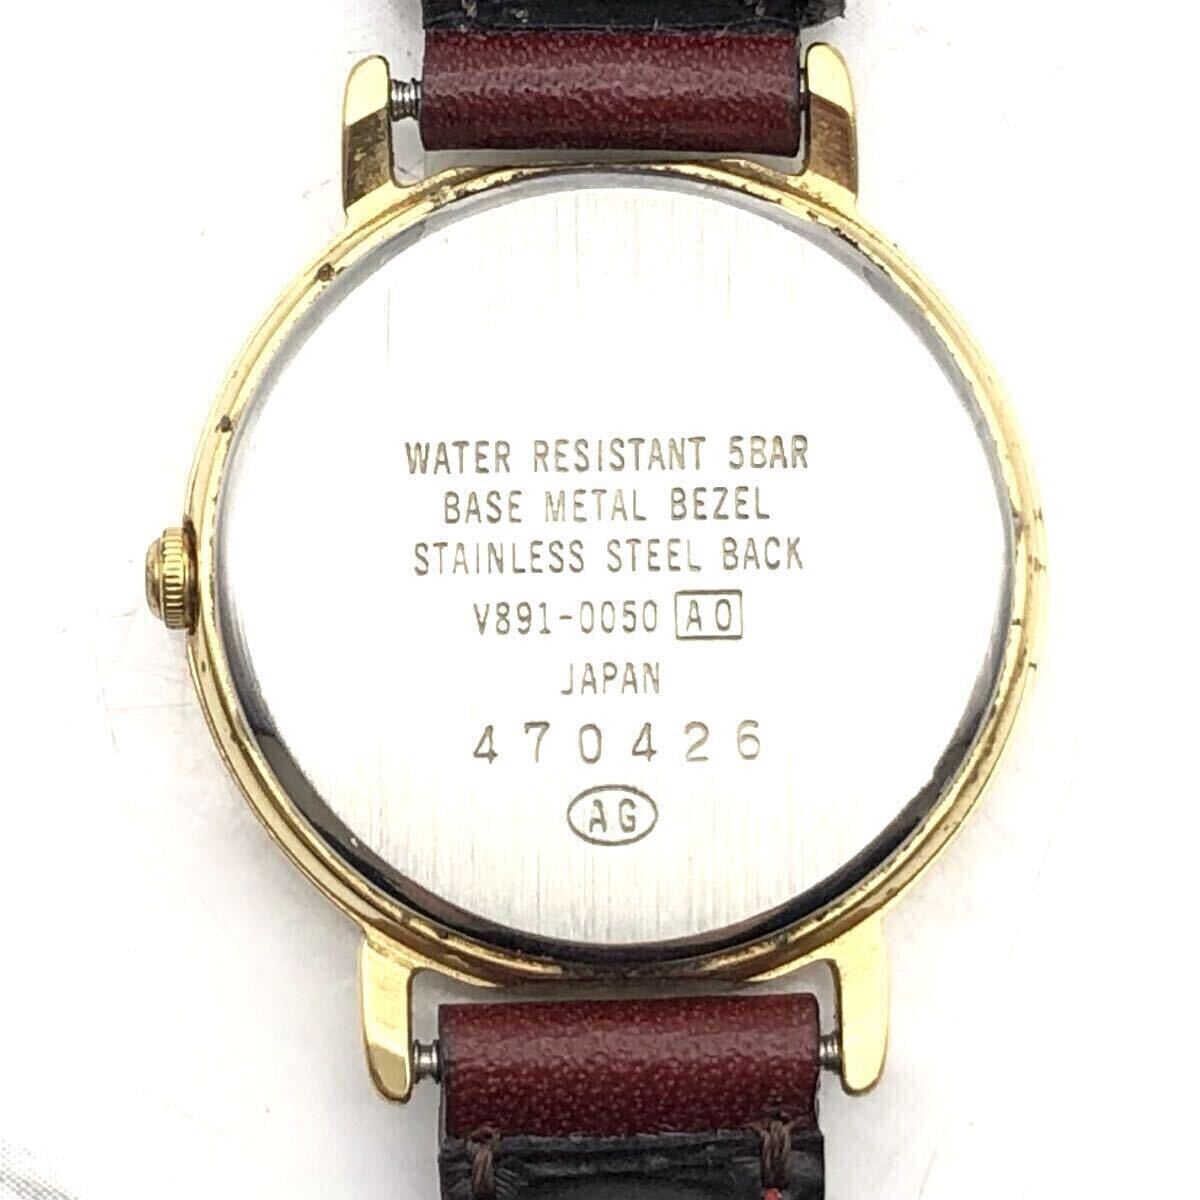 WATER RESISTANT 5BAR
BASE METAL BEZEL
STAINLESS STEEL BACK
V891-0050 A0
JAPAN
470426
AG